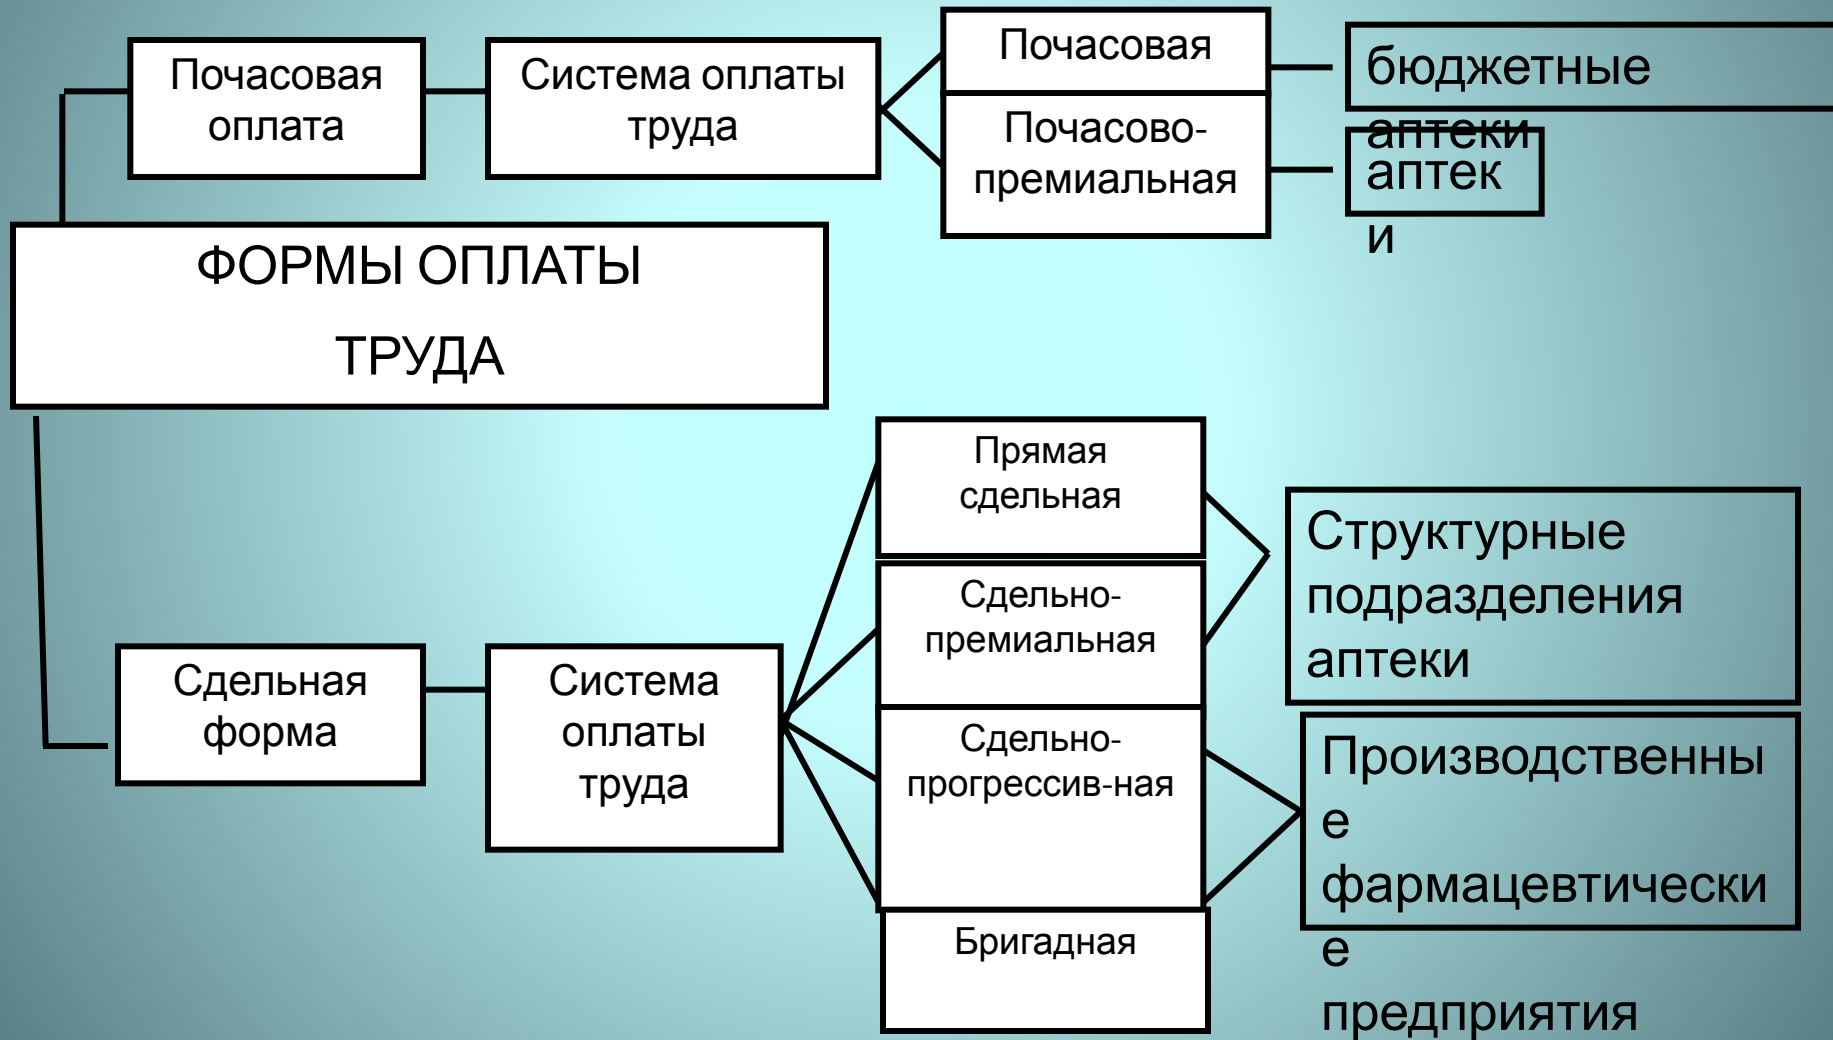 Почасовая
оплата
Система оплаты
труда
Почасовая
бюджетные
аптеки
Почасово-
премиальная
аптек
и
ФОРМЫ ОПЛАТЫ
ТРУДА
Прямая
сдельная
Структурные
подразделения
аптеки
Сдельно-
премиальная
Сдельная
форма
Система
оплаты
труда
Сдельно-
прогрессив-ная
Производственны
е
фармацевтически
е
предприятия
Бригадная